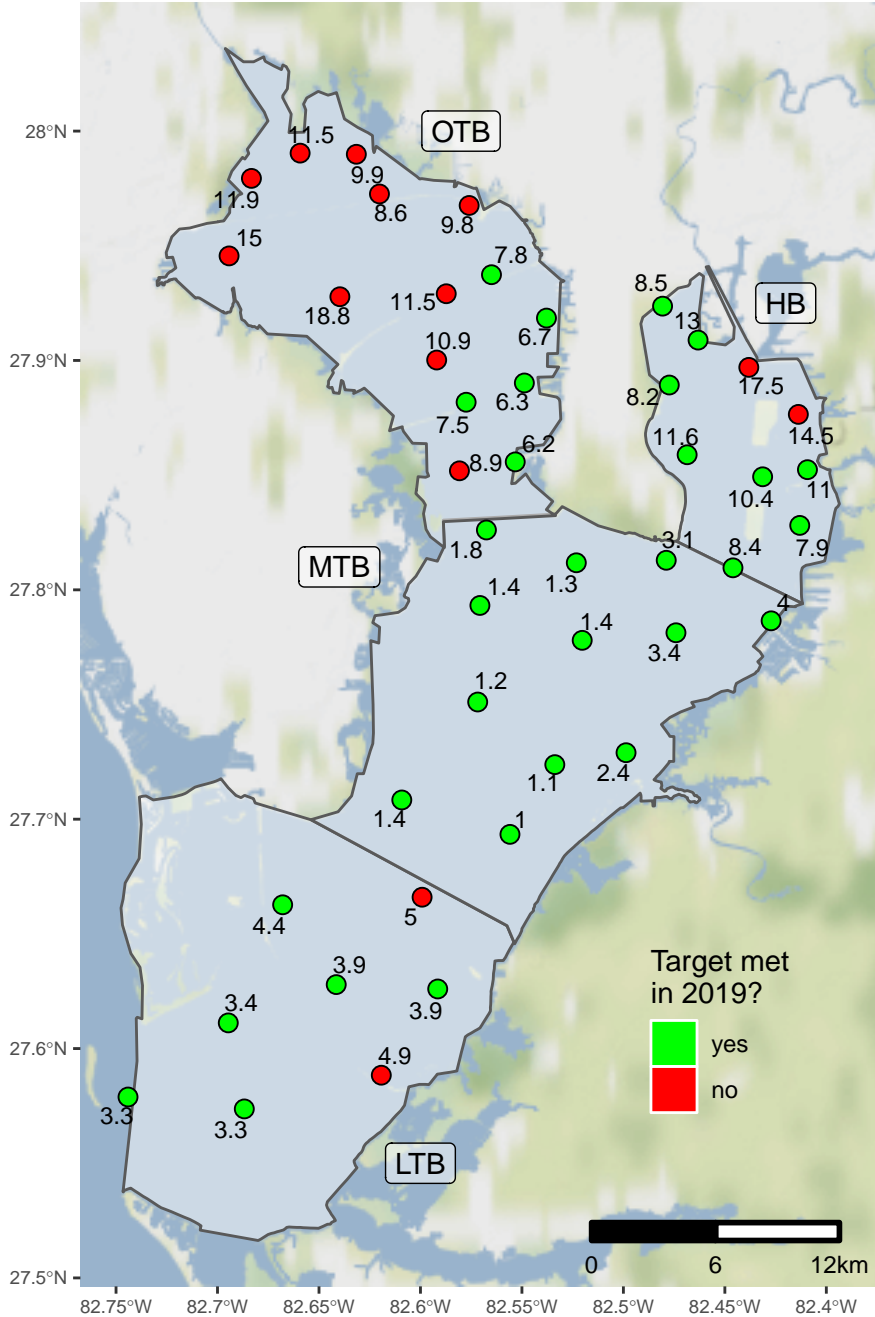 28°N
27.9°N
27.8°N
27.7°N
27.6°N
27.5°N
OTB
11.5
9.9
11.9
8.6
9.8
15
7.8
18.8
11.5
6.7
10.9
6.3
7.5
6.2
8.9
HB
8.5
13
17.5
8.2
14.5
11.6
11
10.4
7.9
8.4
MTB
1.8
1.3
3.1
1.4
1.4
3.4
4
1.2
1.1
2.4
1.4
1
5
4.4
3.9
3.9
3.4
4.9
3.3
3.3
LTB
Target met
in 2019?
yes
no
0 6 12km
82.75°W 82.7°W 82.65°W 82.6°W 82.55°W 82.5°W 82.45°W 82.4°W